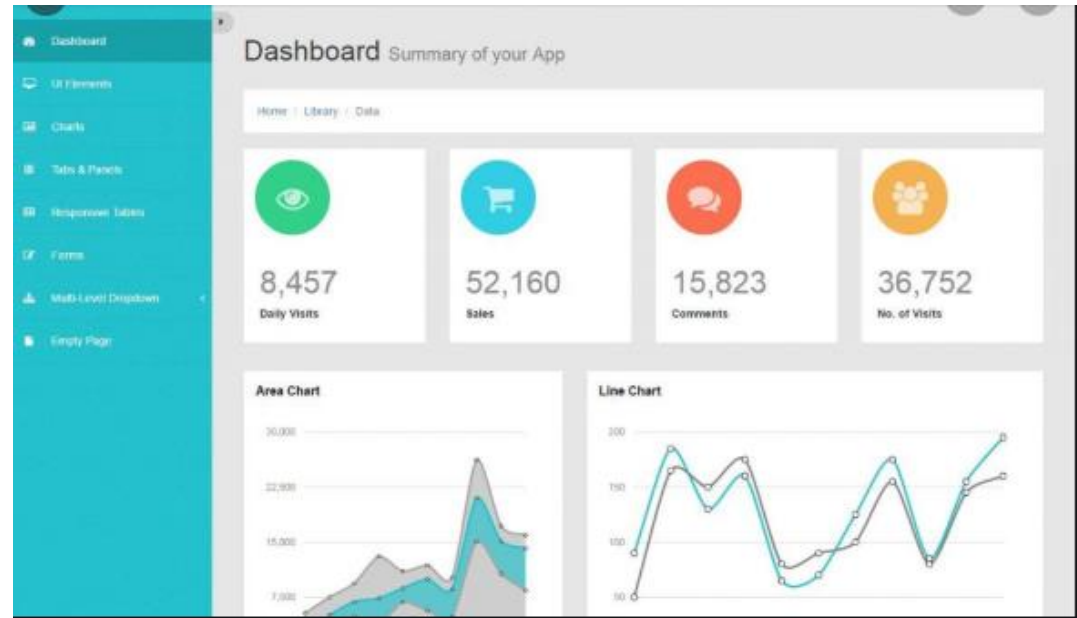 Dashboard
UI Elements
Charts
Tabs & Panels
Responsive Tables
Forms
Multi-Level Dropdown
Empty Page
Dashboard Summary of your App
Home / Library / Data
8,457
Daily Visits
52,160
Sales
15,823
Comments
36,752
No. of Visits
Area Chart
30,000
22,500
15,000
7,500
Line Chart
200
150
100
50